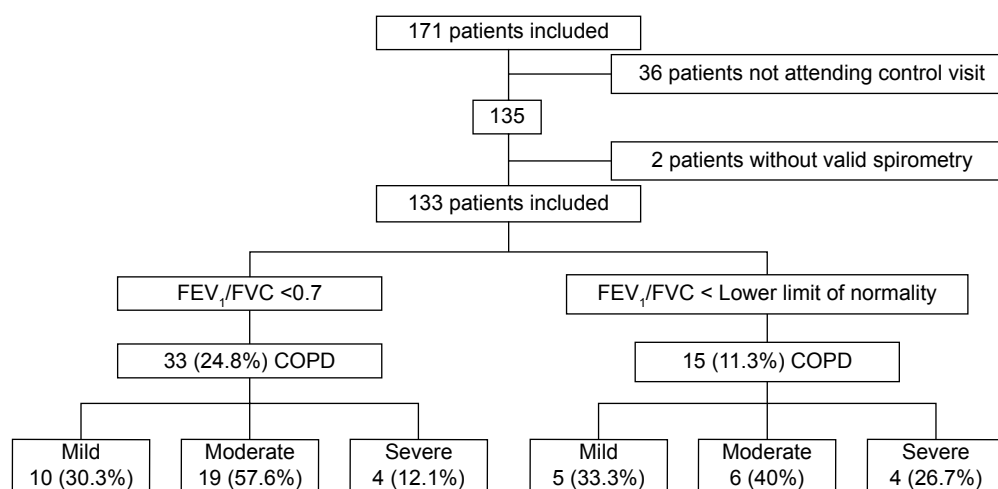 171 patients included
36 patients not attending control visit
135
2 patients without valid spirometry
133 patients included
FEV₁/FVC <0.7
FEV₁/FVC < Lower limit of normality
33 (24.8%) COPD
15 (11.3%) COPD
Mild
10 (30.3%)
Moderate
19 (57.6%)
Severe
4 (12.1%)
Mild
5 (33.3%)
Moderate
6 (40%)
Severe
4 (26.7%)